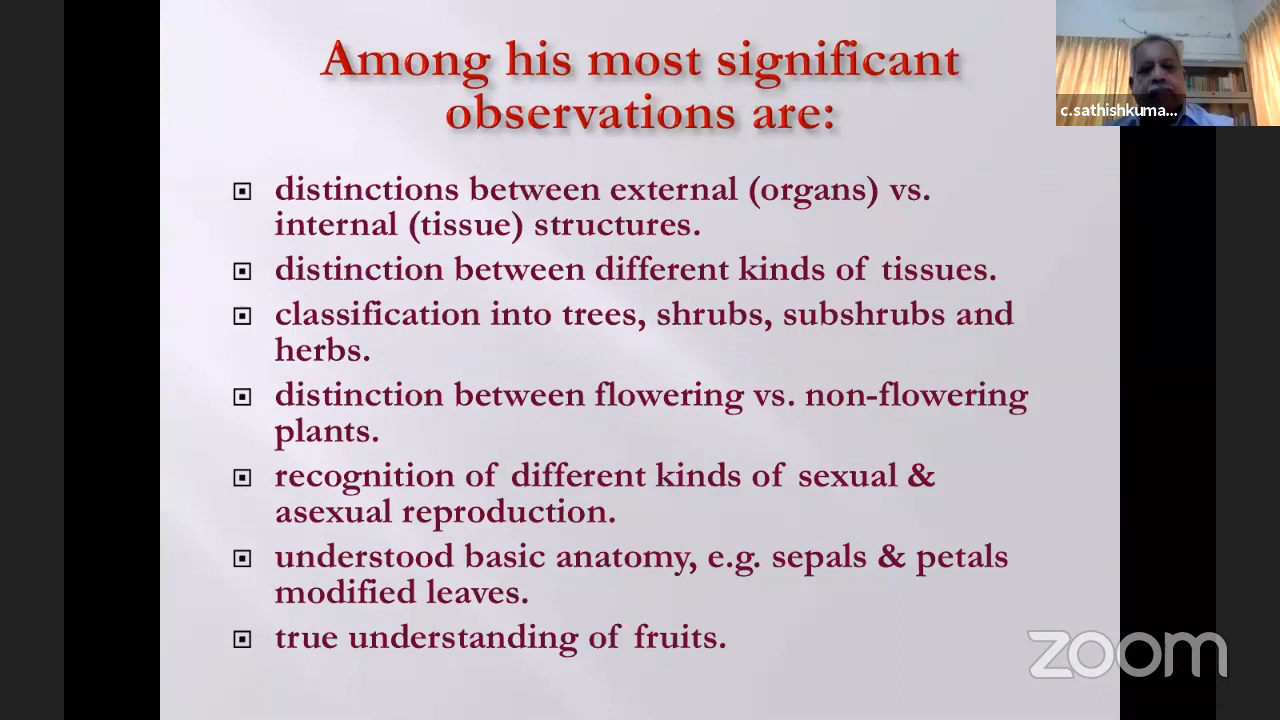 Among his most significant
observations are:
c.sathishkuma...
distinctions between external (organs) vs.
internal (tissue) structures.
distinction between different kinds of tissues.
classification into trees, shrubs, subshrubs and
herbs.
distinction between flowering vs. non-flowering
plants.
recognition of different kinds of sexual &
asexual reproduction.
understood basic anatomy, e.g. sepals & petals
modified leaves.
true understanding of fruits.
zoom